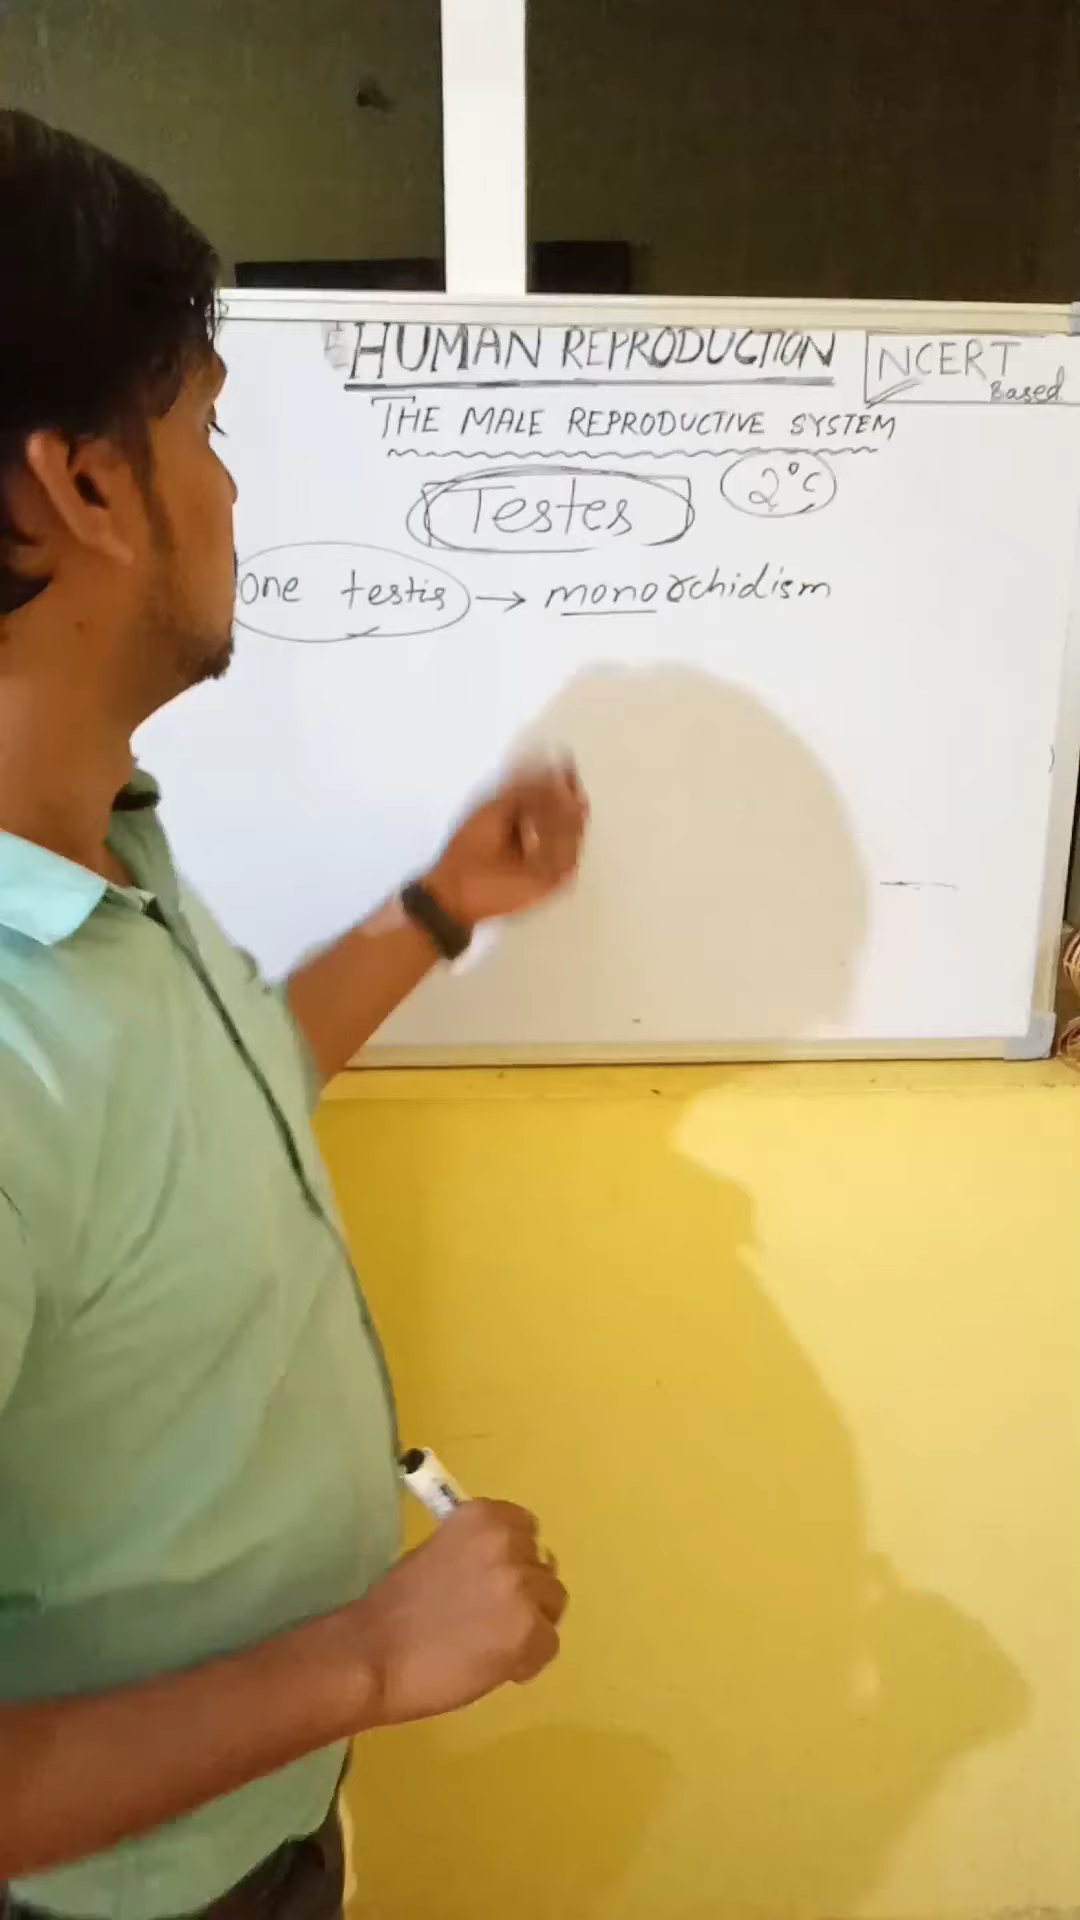 HUMAN REPRODUCTION
NCERT
Based
THE MALE REPRODUCTIVE SYSTEM
Testes
2°C
one testis → monorchidism